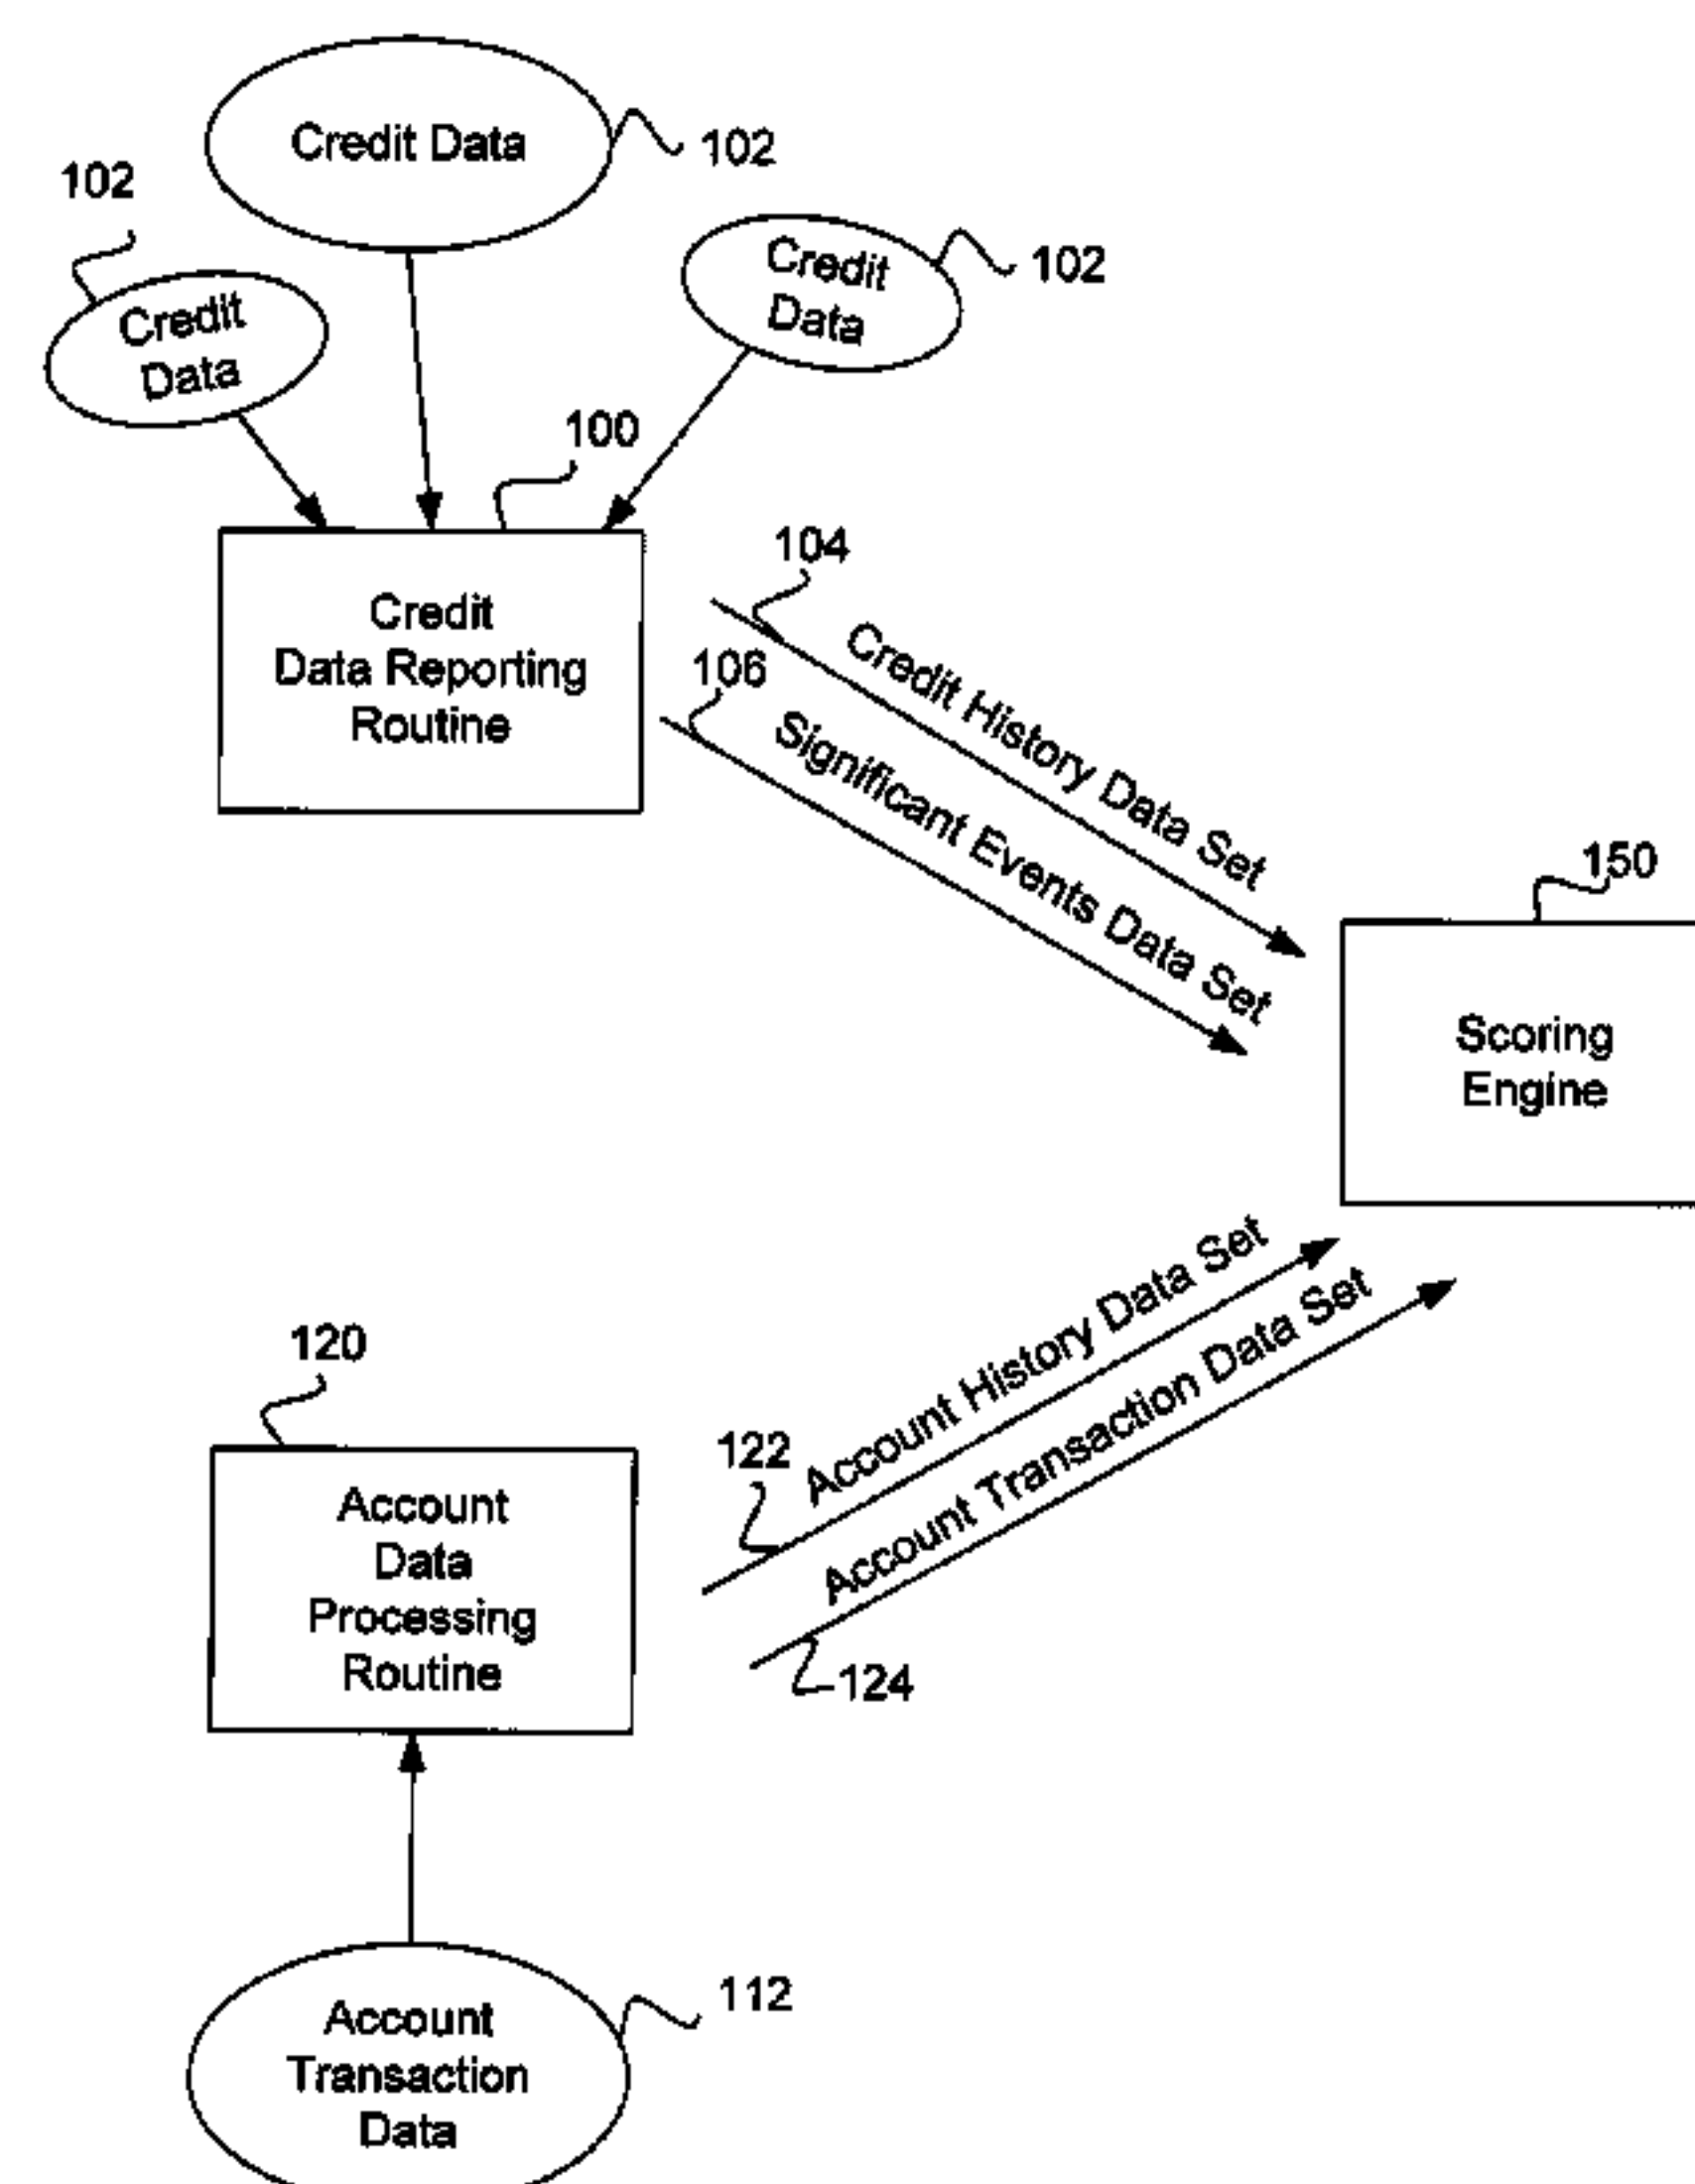 Credit Data
102
102
Credit
Data
102
Credit
Data
100
Credit
Data Reporting
Routine
104
Credit History Data Set
106
Significant Events Data Set
150
Scoring
Engine
120
Account
Data
Processing
Routine
122
Account History Data Set
Account Transaction Data Set
124
112
Account
Transaction
Data